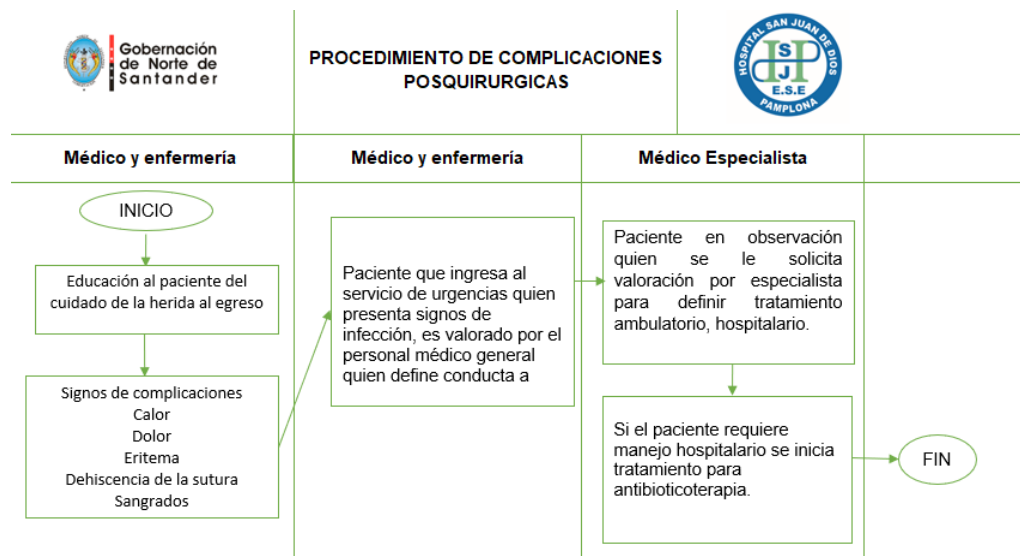 Gobernación
de Norte de
Santander
PROCEDIMIENTO DE COMPLICACIONES
POSQUIRURGICAS
HOSPITAL SAN JUAN DE DIOS
HSJP
E.S.E
PAMPLONA
Médico y enfermería
Médico y enfermería
Médico Especialista
INICIO
Educación al paciente del
cuidado de la herida al egreso
Signos de complicaciones
Calor
Dolor
Eritema
Dehiscencia de la sutura
Sangrados
Paciente que ingresa al
servicio de urgencias quien
presenta signos de
infección, es valorado por el
personal médico general
quien define conducta a
Paciente en observación
quien se le solicita
valoración por especialista
para definir tratamiento
ambulatorio, hospitalario.
Si el paciente requiere
manejo hospitalario se inicia
tratamiento para
antibioticoterapia.
FIN